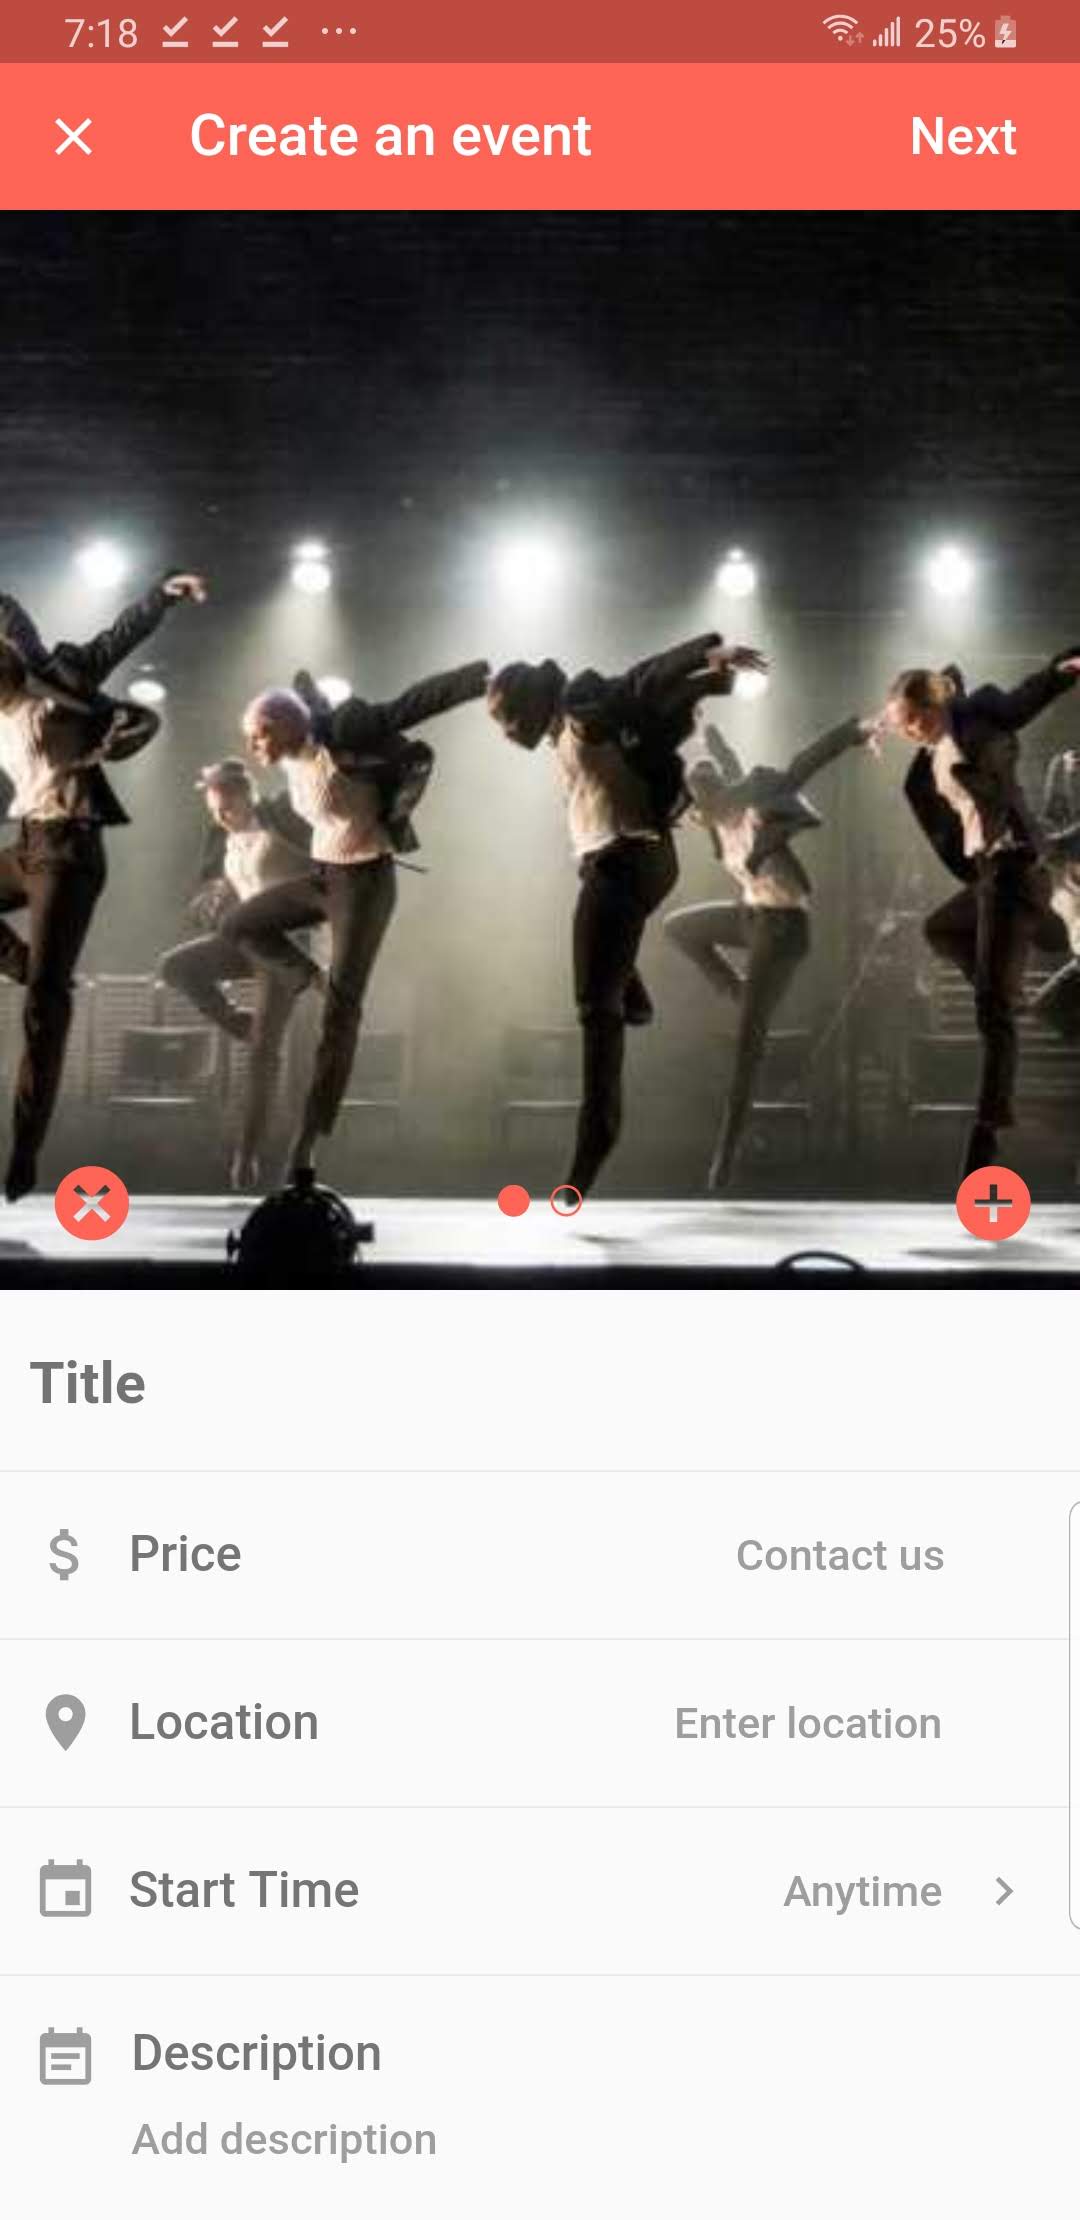 7:18 ... 25%
Create an event Next
Title
$ Price Contact us
Location Enter location
Start Time Anytime
Description
Add description